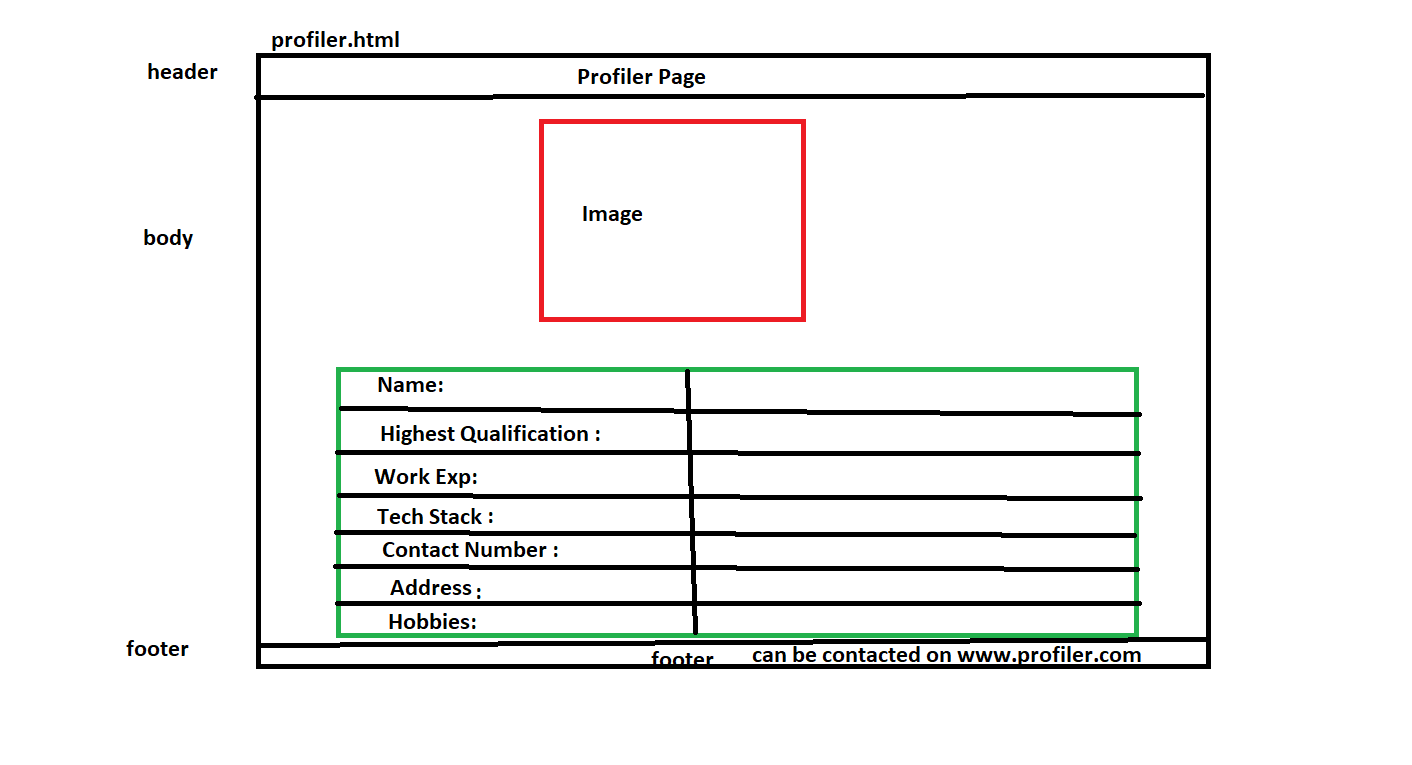 profiler.html
header
Profiler Page
Image
body
Name:
Highest Qualification :
Work Exp:
Tech Stack :
Contact Number :
Address :
Hobbies:
footer
footer can be contacted on www.profiler.com